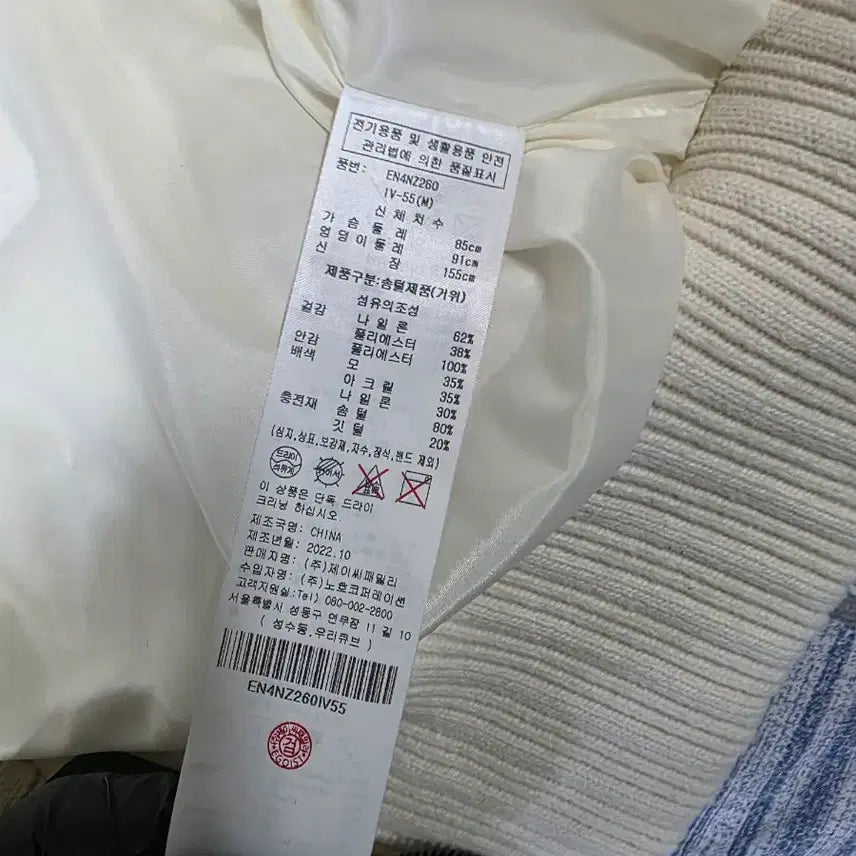 전기용품 및 생활용품 안전
관리법에 의한 품질표시
품번: EN4NZ260
IV-55(M)
신체치수
가슴둘레 85cm
엉덩이둘레 91cm
신장 155cm
제품구분:솜털제품(거위)
섬유의조성
겉감 나일론 62%
폴리에스터 38%
안감 폴리에스터 100%
배색 모 35%
아크릴 35%
나일론 30%
충전재 솜털 80%
깃털 20%
(심지,상표,보강재,자수,장식,밴드 제외)
드라이
석유계
이 상품은 단독 드라이
크리닝 하십시오
제조국명: CHINA
제조년월: 2022.10
판매자명: (주)제이씨패밀리
수입자명: (주)노호코퍼레이션
고객지원실:Tel) 080-002-2800
서울특별시 성동구 연무장 11 길 10
( 성수동,우리큐브 )
EN4NZ260IV55
검
EGOIST